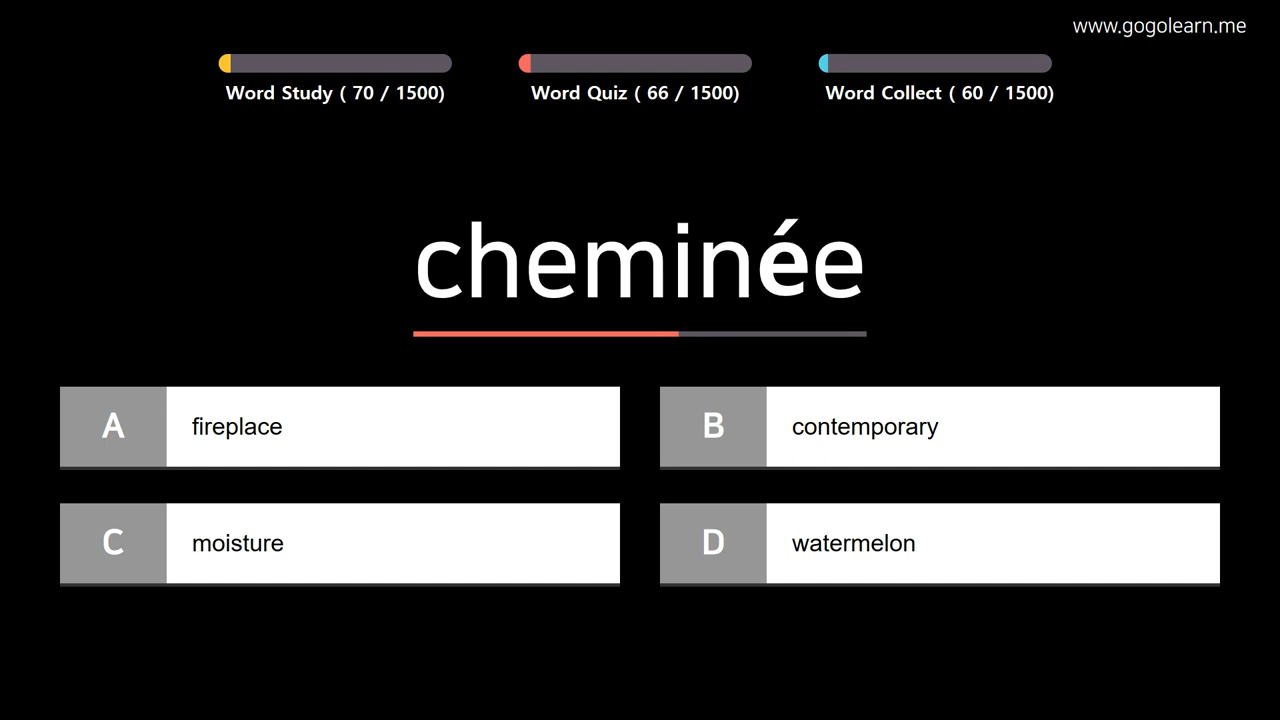 www.gogolearn.me
Word Study ( 70 / 1500)
Word Quiz ( 66 / 1500)
Word Collect ( 60 / 1500)
cheminée
A fireplace
B contemporary
C moisture
D watermelon